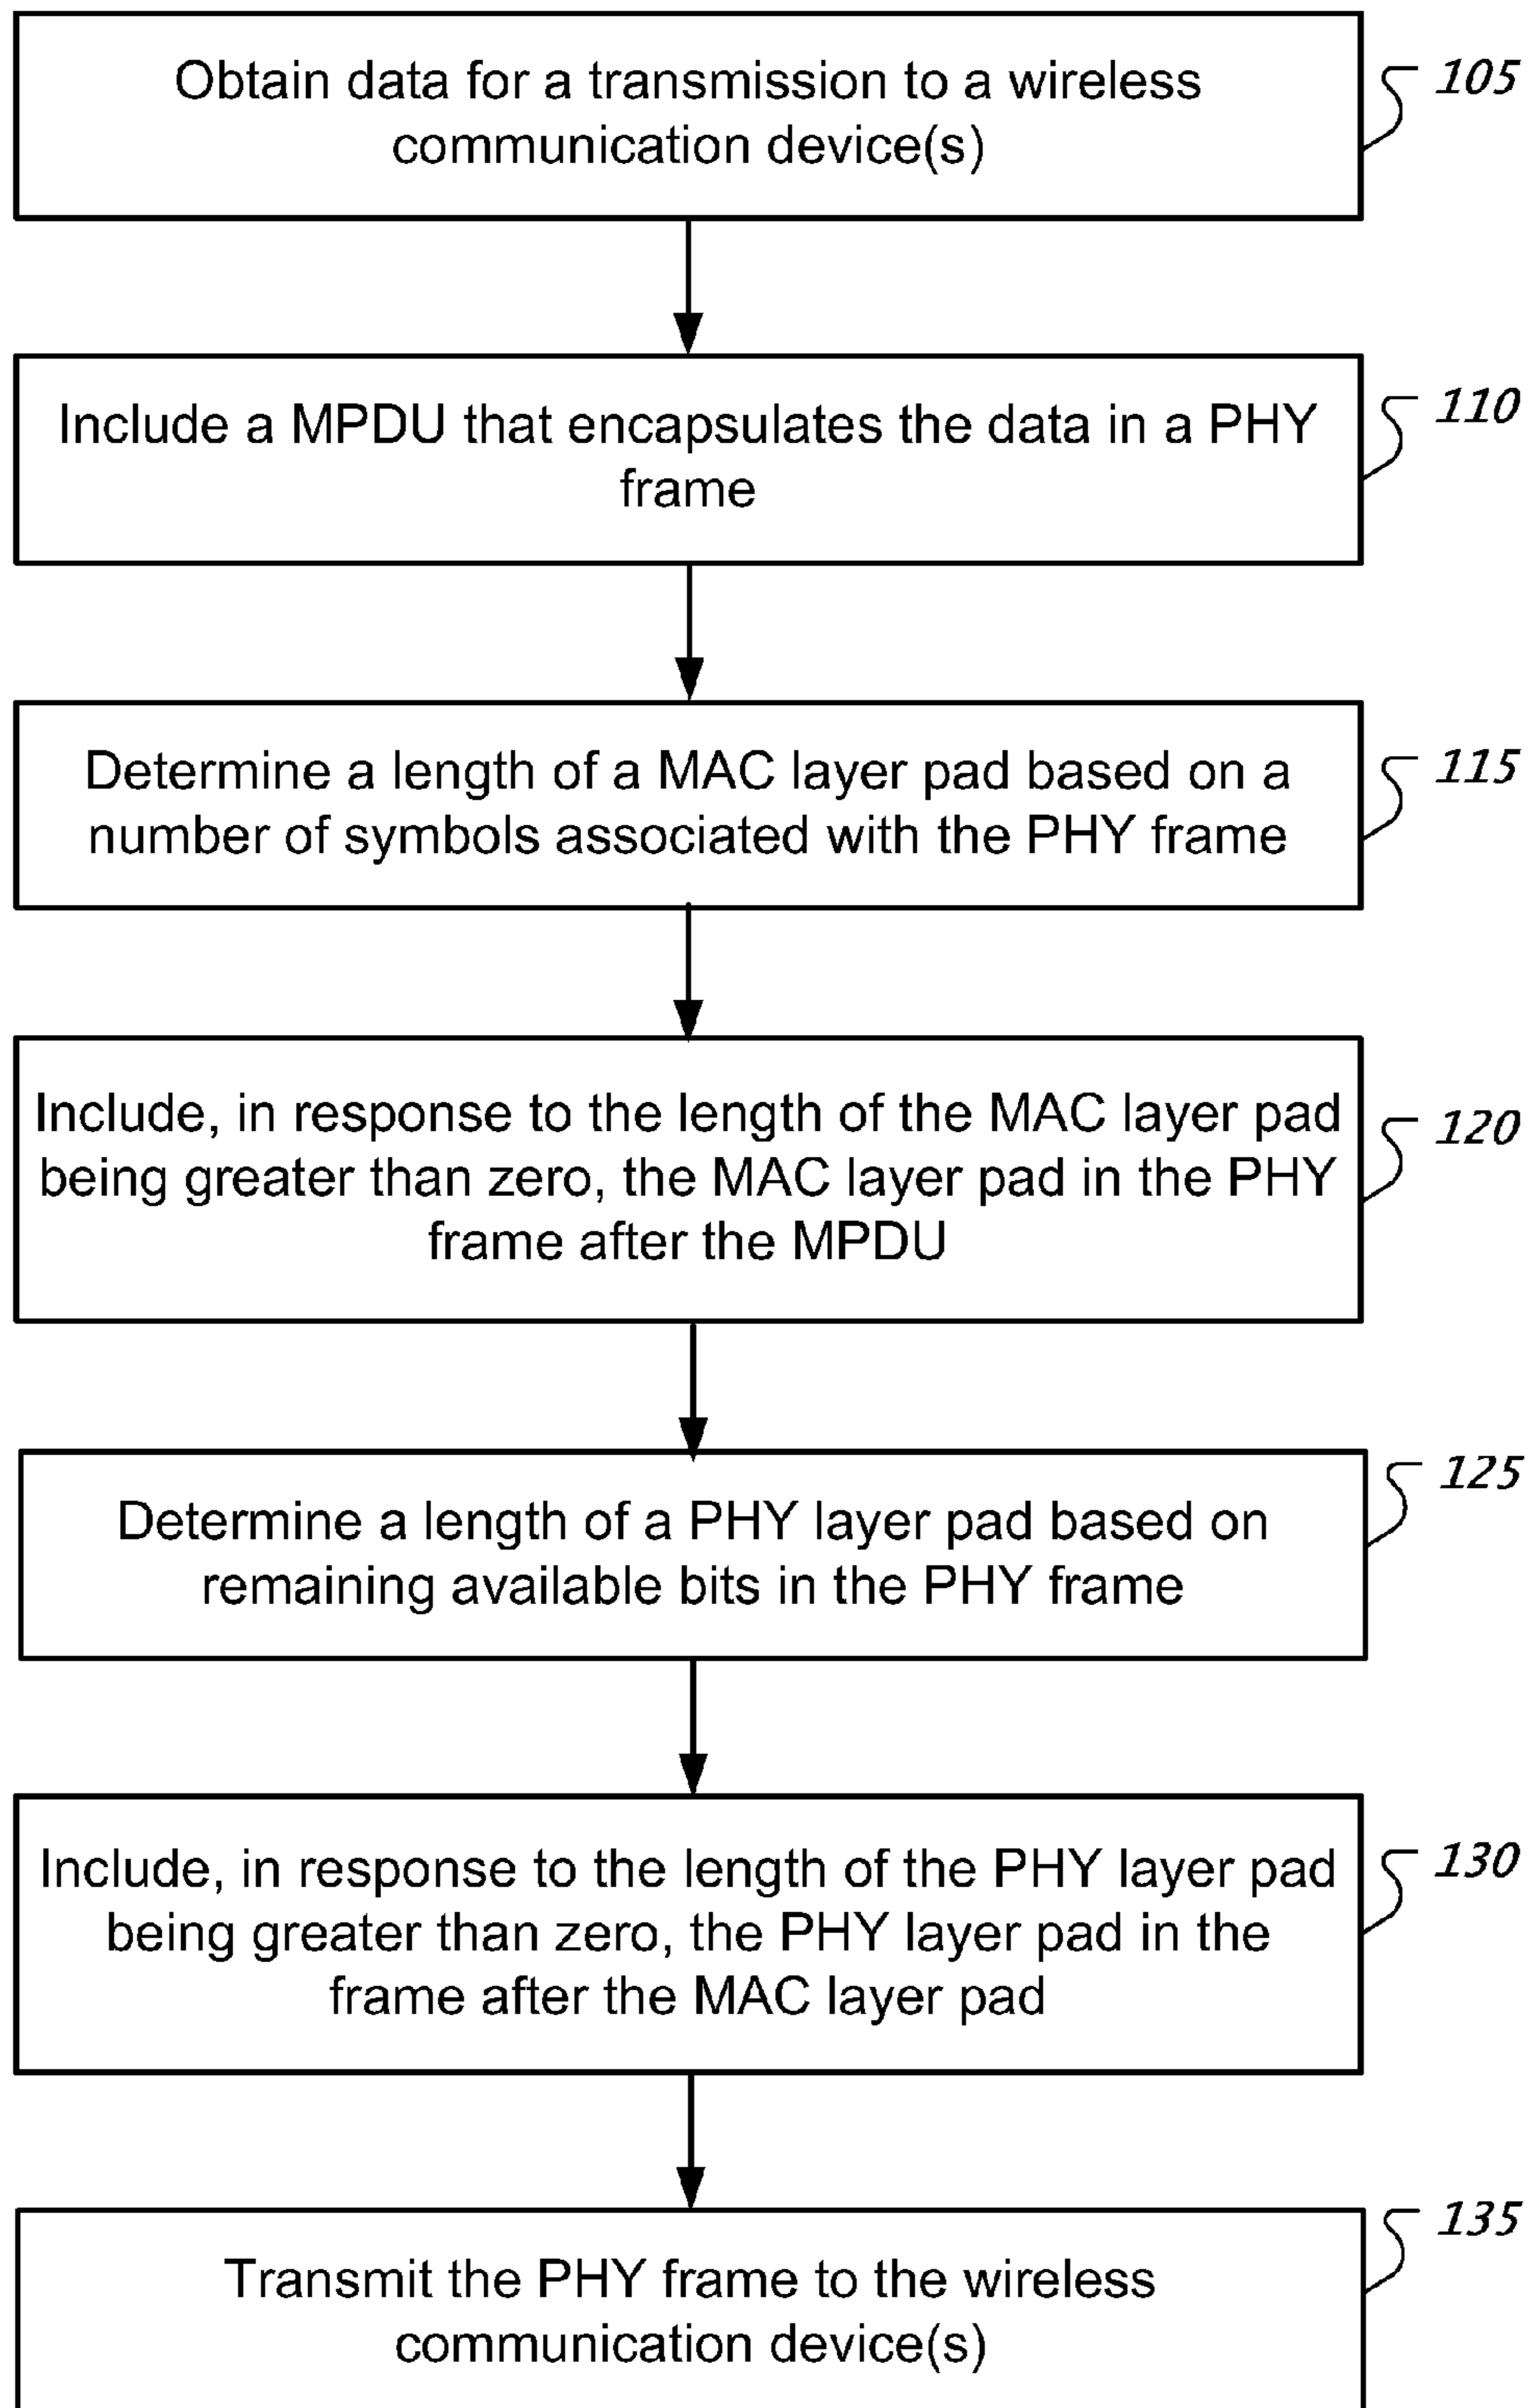 Obtain data for a transmission to a wireless
communication device(s)
105
Include a MPDU that encapsulates the data in a PHY
frame
110
Determine a length of a MAC layer pad based on a
number of symbols associated with the PHY frame
115
Include, in response to the length of the MAC layer pad
being greater than zero, the MAC layer pad in the PHY
frame after the MPDU
120
Determine a length of a PHY layer pad based on
remaining available bits in the PHY frame
125
Include, in response to the length of the PHY layer pad
being greater than zero, the PHY layer pad in the
frame after the MAC layer pad
130
Transmit the PHY frame to the wireless
communication device(s)
135